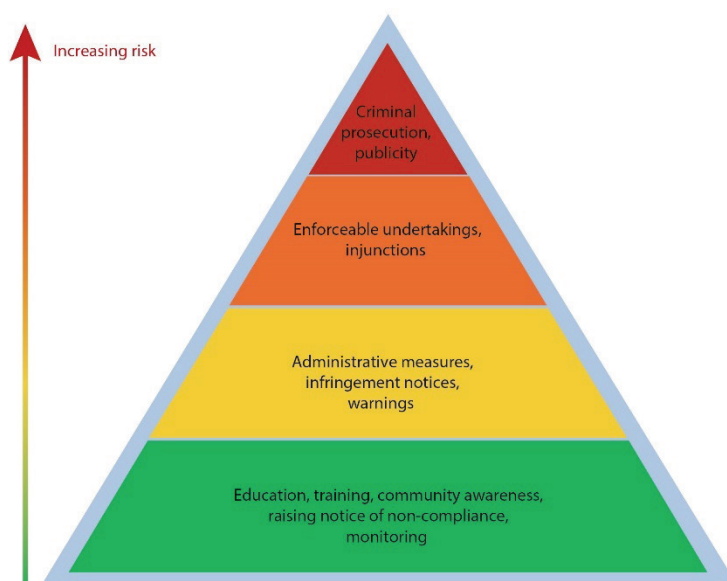 Increasing risk
Criminal
prosecution,
publicity
Enforceable undertakings,
injunctions
Administrative measures,
infringement notices,
warnings
Education, training, community awareness,
raising notice of non-compliance,
monitoring